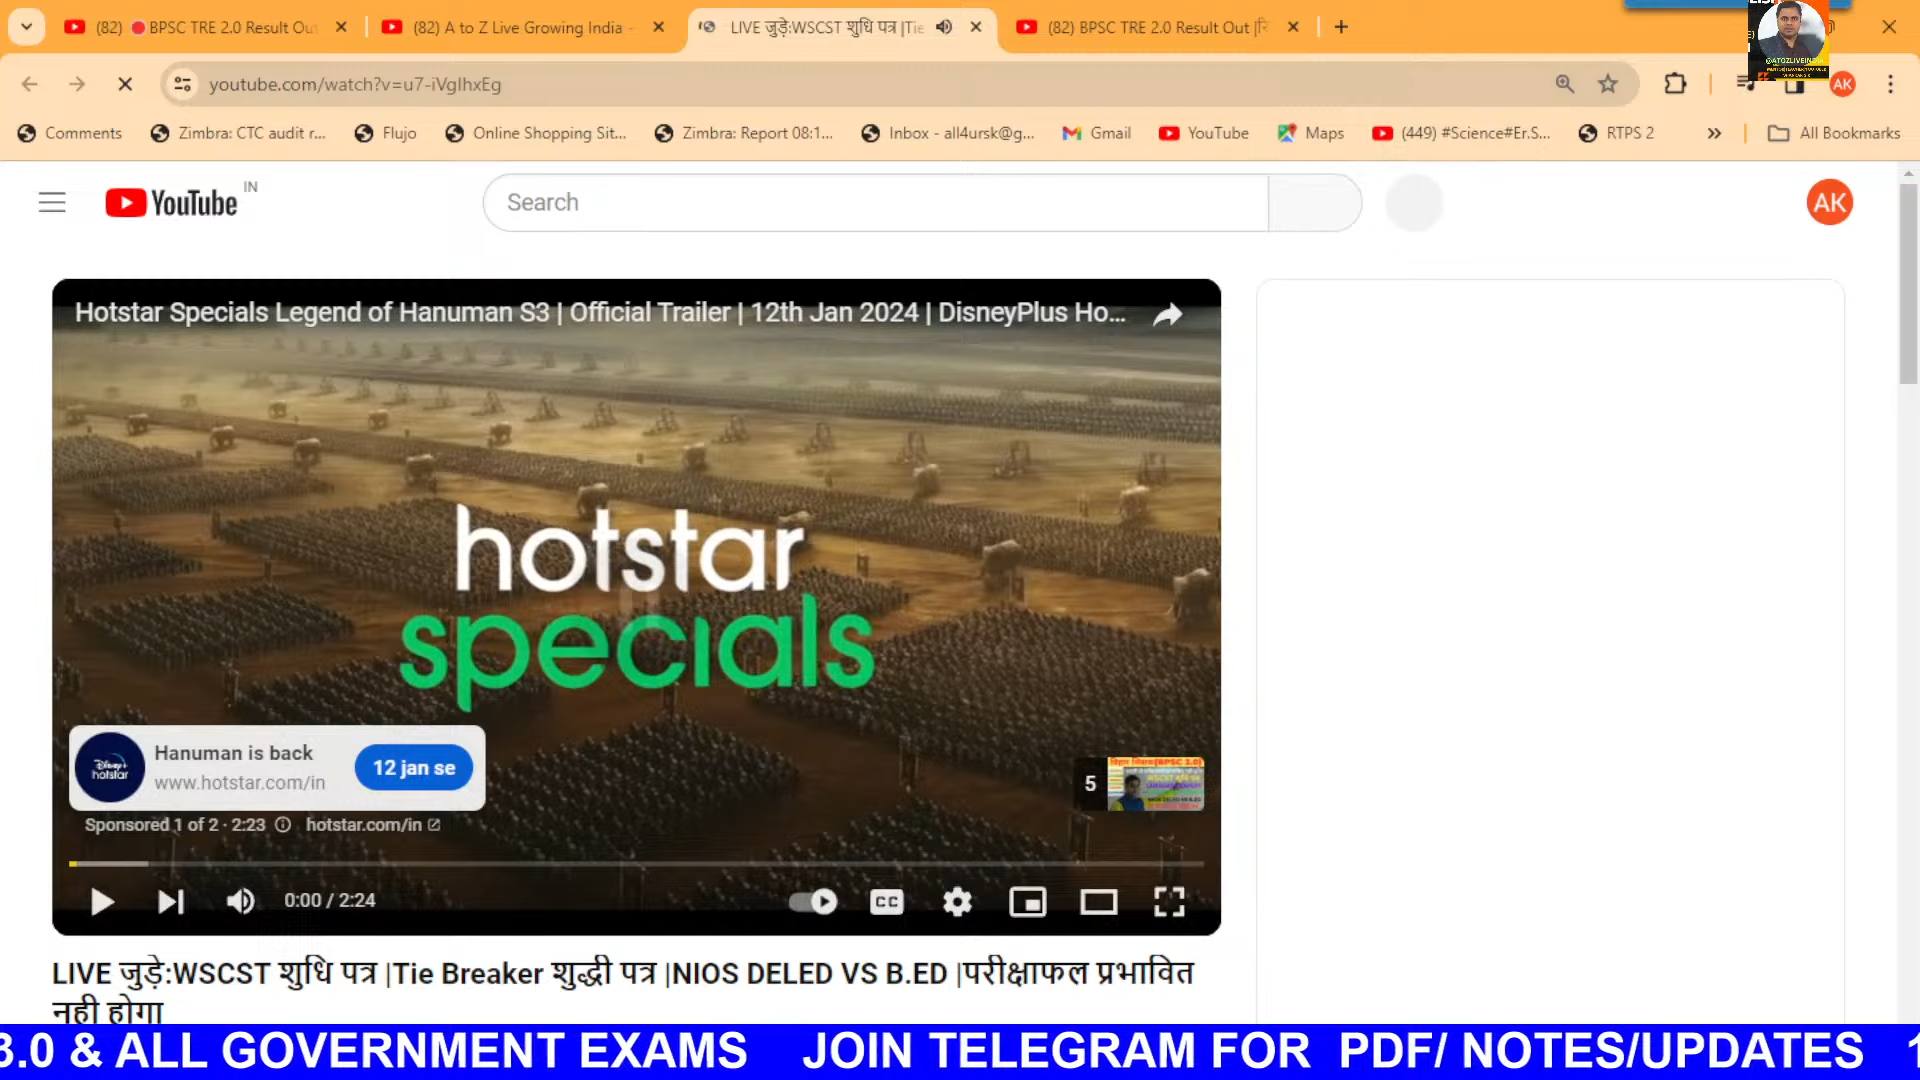 (82) 🔴BPSC TRE 2.0 Result Out
(82) A to Z Live Growing India -
LIVE जुड़े:WSCST शुधि पत्र |Tie
(82) BPSC TRE 2.0 Result Out |
youtube.com/watch?v=u7-iVglhxEg
@ATOZLIVEINDIA
AK
Comments
Zimbra: CTC audit r...
Flujo
Online Shopping Sit...
Zimbra: Report 08:1...
Inbox - all4ursk@g...
Gmail
YouTube
Maps
(449) #Science#Er.S...
RTPS 2
»
All Bookmarks
YouTube IN
Search
AK
Hotstar Specials Legend of Hanuman S3 | Official Trailer | 12th Jan 2024 | DisneyPlus Ho...
hotstar
specials
Disney+
hotstar
Hanuman is back
www.hotstar.com/in
12 jan se
5
Sponsored 1 of 2 · 2:23
hotstar.com/in
0:00 / 2:24
CC
LIVE जुड़े:WSCST शुधि पत्र |Tie Breaker शुद्धी पत्र |NIOS DELED VS B.ED |परीक्षाफल प्रभावित
नही होगा
3.0 & ALL GOVERNMENT EXAMS JOIN TELEGRAM FOR PDF/ NOTES/UPDATES 1